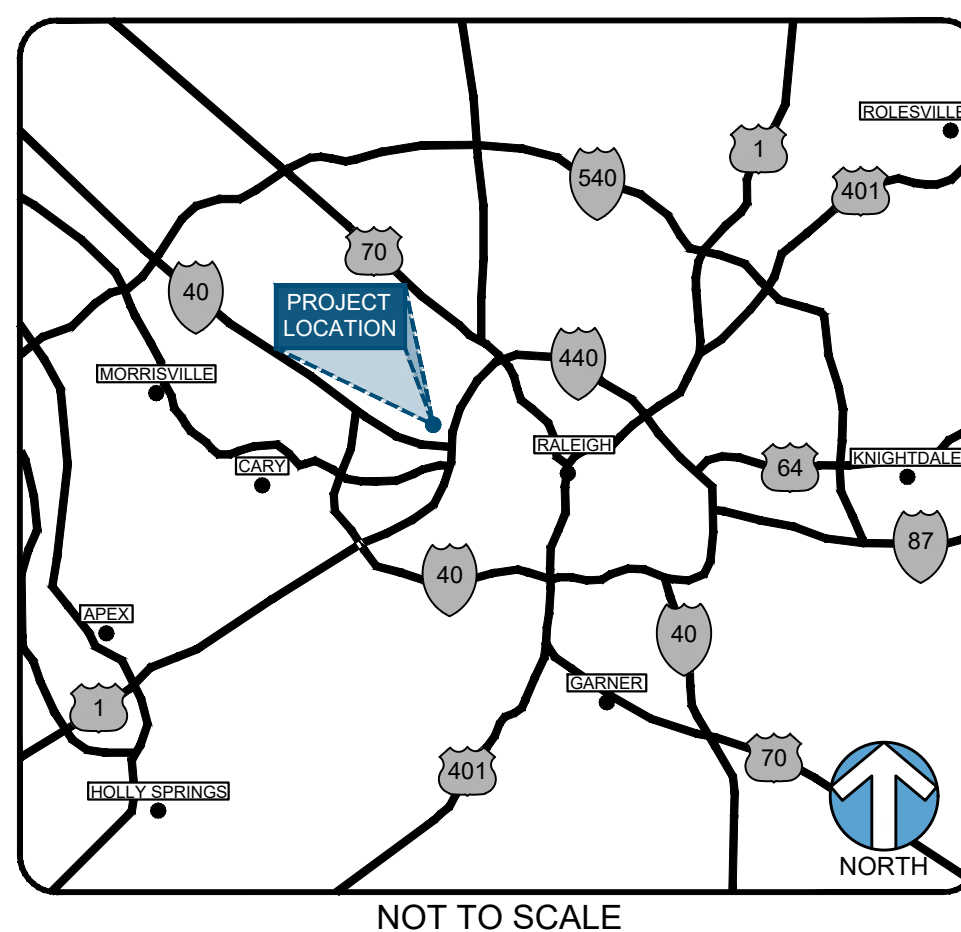 ROLESVILLE
1
540
401
70
40
PROJECT
LOCATION
440
MORRISVILLE
RALEIGH
KNIGHTDALE
CARY
64
87
40
APEX
40
GARNER
1
70
401
HOLLY SPRINGS
NORTH
NOT TO SCALE